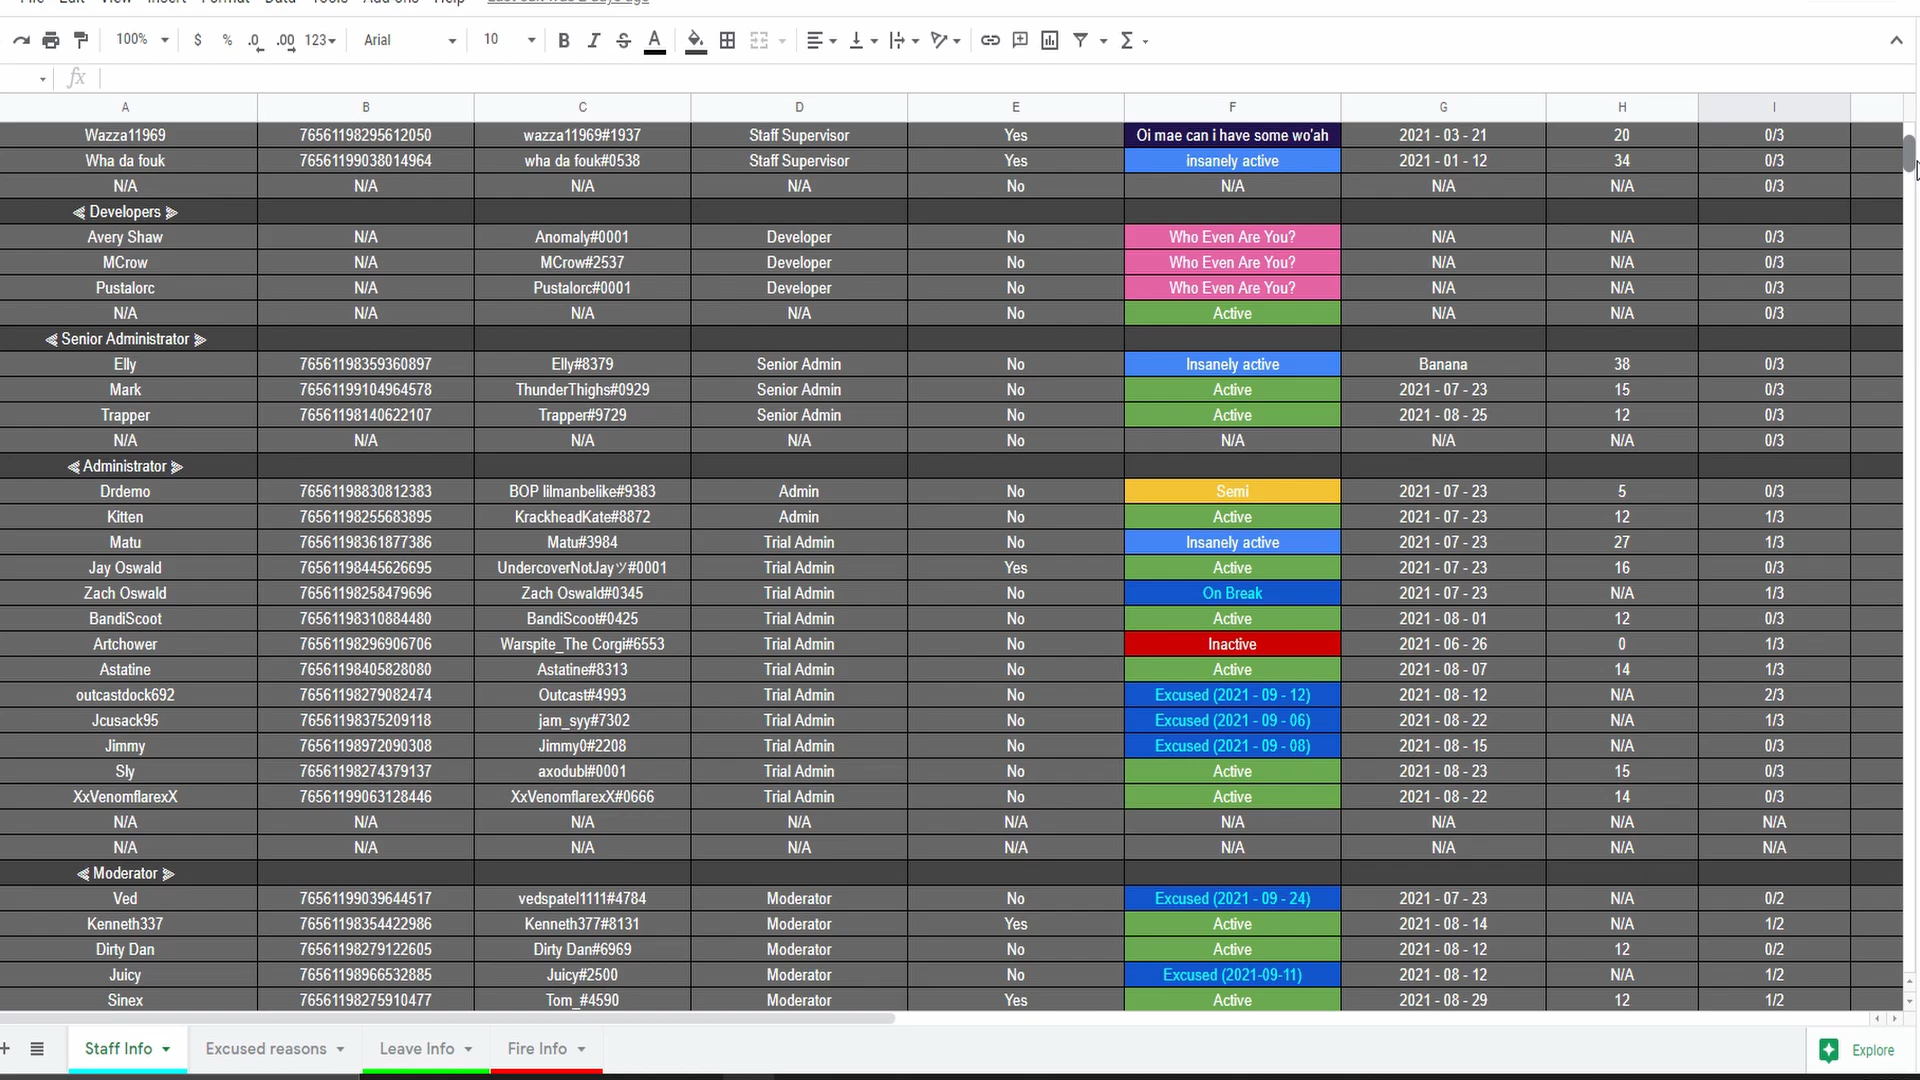 100% $ % .0 .00 123 Arial 10 B I S A Σ
fx
A B C D E F G H I
Wazza11969 76561198295612050 wazza11969#1937 Staff Supervisor Yes Oi mae can i have some wo'ah 2021 - 03 - 21 20 0/3
Wha da fouk 76561199038014964 wha da fouk#0538 Staff Supervisor Yes insanely active 2021 - 01 - 12 34 0/3
N/A N/A N/A N/A No N/A N/A N/A 0/3
⮘ Developers ⮚
Avery Shaw N/A Anomaly#0001 Developer No Who Even Are You? N/A N/A 0/3
MCrow N/A MCrow#2537 Developer No Who Even Are You? N/A N/A 0/3
Pustalorc N/A Pustalorc#0001 Developer No Who Even Are You? N/A N/A 0/3
N/A N/A N/A N/A No Active N/A N/A 0/3
⮘ Senior Administrator ⮚
Elly 76561198359360897 Elly#8379 Senior Admin No Insanely active Banana 38 0/3
Mark 76561199104964578 ThunderThighs#0929 Senior Admin No Active 2021 - 07 - 23 15 0/3
Trapper 76561198140622107 Trapper#9729 Senior Admin No Active 2021 - 08 - 25 12 0/3
N/A N/A N/A N/A No N/A N/A N/A 0/3
⮘ Administrator ⮚
Drdemo 76561198830812383 BOP lilmanbelike#9383 Admin No Semi 2021 - 07 - 23 5 0/3
Kitten 76561198255683895 KrackheadKate#8872 Admin No Active 2021 - 07 - 23 12 1/3
Matu 76561198361877386 Matu#3984 Trial Admin No Insanely active 2021 - 07 - 23 27 1/3
Jay Oswald 76561198445626695 UndercoverNotJayツ#0001 Trial Admin Yes Active 2021 - 07 - 23 16 0/3
Zach Oswald 76561198258479696 Zach Oswald#0345 Trial Admin No On Break 2021 - 07 - 23 N/A 1/3
BandiScoot 76561198310884480 BandiScoot#0425 Trial Admin No Active 2021 - 08 - 01 12 0/3
Artchower 76561198296906706 Warspite_The Corgi#6553 Trial Admin No Inactive 2021 - 06 - 26 0 1/3
Astatine 76561198405828080 Astatine#8313 Trial Admin No Active 2021 - 08 - 07 14 1/3
outcastdock692 76561198279082474 Outcast#4993 Trial Admin No Excused (2021 - 09 - 12) 2021 - 08 - 12 N/A 2/3
Jcusack95 76561198375209118 jam_syy#7302 Trial Admin No Excused (2021 - 09 - 06) 2021 - 08 - 22 N/A 1/3
Jimmy 76561198972090308 Jimmy0#2208 Trial Admin No Excused (2021 - 09 - 08) 2021 - 08 - 15 N/A 0/3
Sly 76561198274379137 axodubl#0001 Trial Admin No Active 2021 - 08 - 23 15 0/3
XxVenomflarexX 76561199063128446 XxVenomflarexX#0666 Trial Admin No Active 2021 - 08 - 22 14 0/3
N/A N/A N/A N/A N/A N/A N/A N/A N/A
N/A N/A N/A N/A N/A N/A N/A N/A N/A
⮘ Moderator ⮚
Ved 76561199039644517 vedspatel1111#4784 Moderator No Excused (2021 - 09 - 24) 2021 - 07 - 23 N/A 0/2
Kenneth337 76561198354422986 Kenneth377#8131 Moderator Yes Active 2021 - 08 - 14 N/A 1/2
Dirty Dan 76561198279122605 Dirty Dan#6969 Moderator No Active 2021 - 08 - 12 12 0/2
Juicy 76561198966532885 Juicy#2500 Moderator No Excused (2021-09-11) 2021 - 08 - 12 N/A 1/2
Sinex 76561198275910477 Tom_#4590 Moderator Yes Active 2021 - 08 - 29 12 1/2
Staff Info Excused reasons Leave Info Fire Info Explore